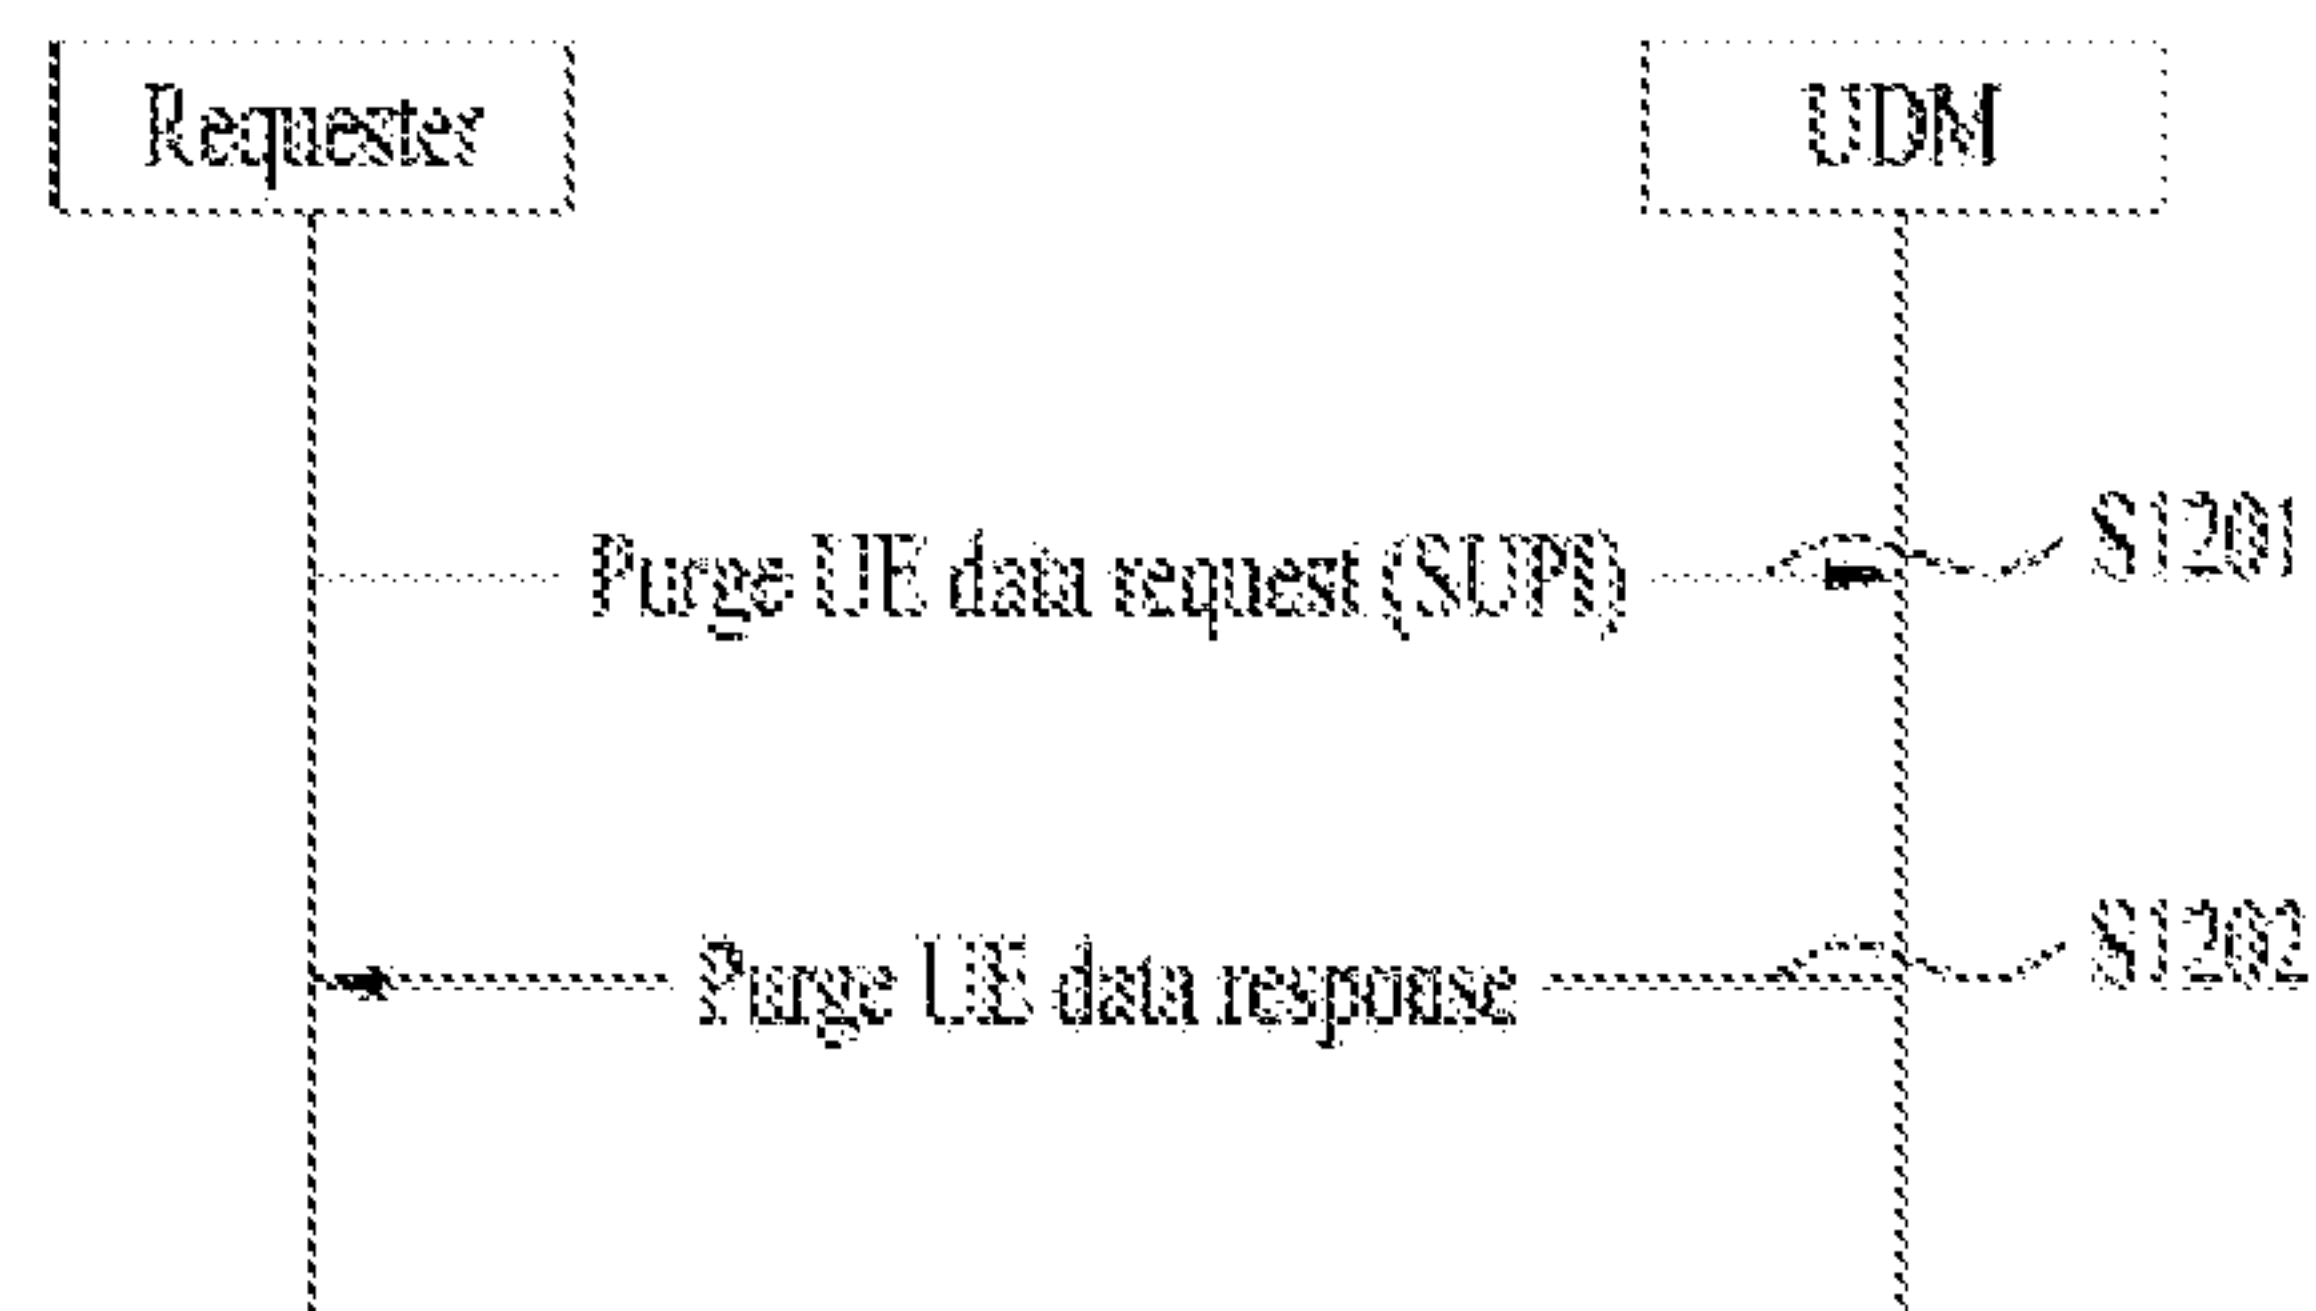 Requester
UDM
Purge UE data request (SUPI)
S1201
Purge UE data response
S1202